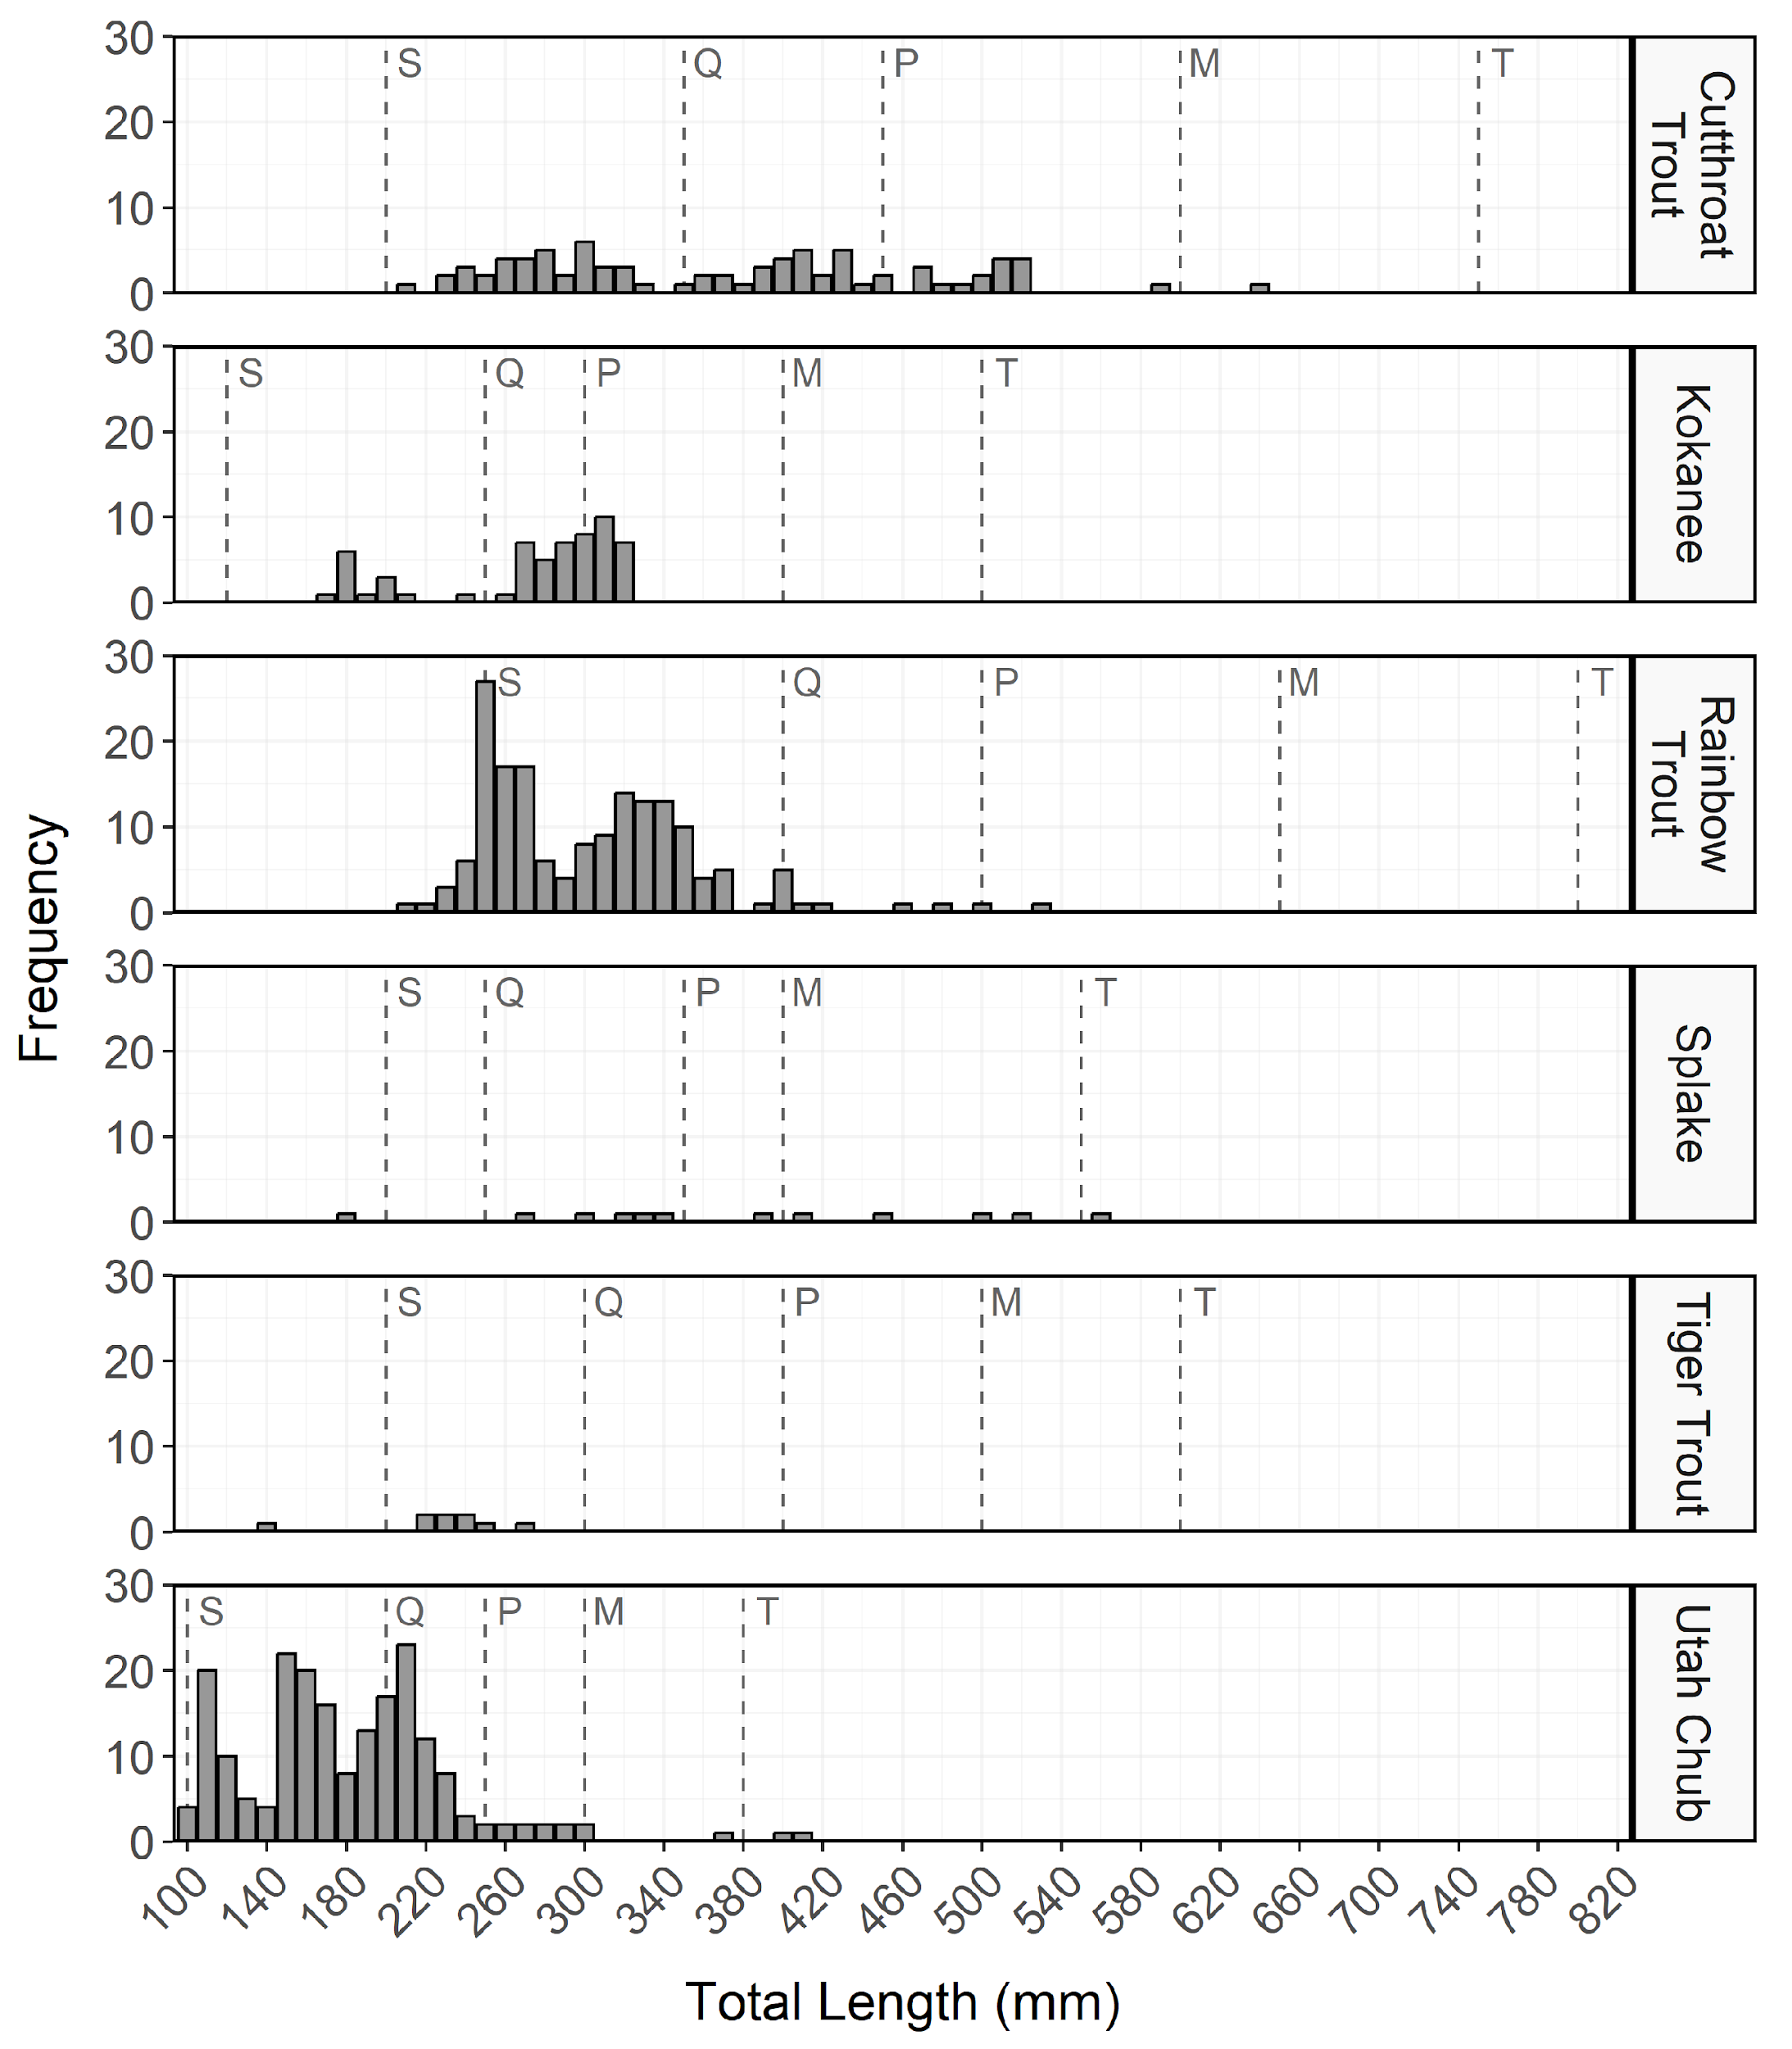 Frequency
30
20
10
0
S Q P M T
Cutthroat
Trout
30
20
10
0
S Q P M T
Kokanee
30
20
10
0
S Q P M T
Rainbow
Trout
30
20
10
0
S Q P M T
Splake
30
20
10
0
S Q P M T
Tiger Trout
30
20
10
0
S Q P M T
Utah Chub
100 140 180 220 260 300 340 380 420 460 500 540 580 620 660 700 740 780 820
Total Length (mm)